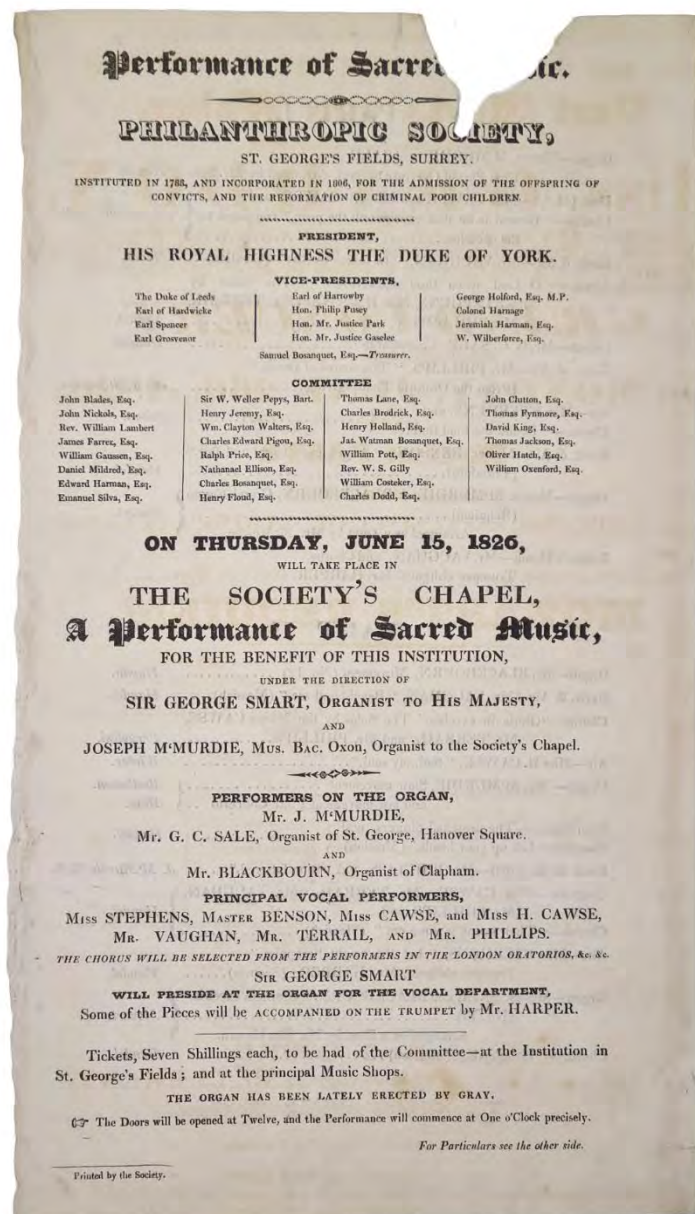 Performance of Sacred ic.
PHILANTHROPIC SOCIETY,
ST. GEORGE'S FIELDS, SURREY.
INSTITUTED IN 1788, AND INCORPORATED IN 1806, FOR THE ADMISSION OF THE OFFSPRING OF
CONVICTS, AND THE REFORMATION OF CRIMINAL POOR CHILDREN
PRESIDENT,
HIS ROYAL HIGHNESS THE DUKE OF YORK.
VICE-PRESIDENTS,
The Duke of Leeds
Earl of Hardwicke
Earl Spencer
Earl Grosvenor
Earl of Harrowby
Hon. Philip Pusey
Hon. Mr. Justice Park
Hon. Mr. Justice Gaselee
George Holford, Esq. M.P.
Colonel Harnage
Jeremiah Harman, Esq.
W. Wilberforce, Esq.
Samuel Bosanquet, Esq.—Treasurer.
COMMITTEE
John Blades, Esq.
John Nickols, Esq.
Rev. William Lambert
James Farrer, Esq.
William Gaussen, Esq.
Daniel Mildred, Esq.
Edward Harman, Esq.
Emanuel Silva, Esq.
Sir W. Weller Pepys, Bart.
Henry Jeremy, Esq.
Wm. Clayton Walters, Esq.
Charles Edward Pigou, Esq.
Ralph Price, Esq.
Nathanael Ellison, Esq.
Charles Bosanquet, Esq.
Henry Floud, Esq.
Thomas Lane, Esq.
Charles Brodrick, Esq.
Henry Holland, Esq.
Jas. Watman Bosanquet, Esq.
William Pott, Esq.
Rev. W. S. Gilly
William Costeker, Esq.
Charles Dodd, Esq.
John Clutton, Esq.
Thomas Fynmore, Esq.
David King, Esq.
Thomas Jackson, Esq.
Oliver Hatch, Esq.
William Oxenford, Esq.
ON THURSDAY, JUNE 15, 1826,
WILL TAKE PLACE IN
THE SOCIETY'S CHAPEL,
A Performance of Sacred Music,
FOR THE BENEFIT OF THIS INSTITUTION,
UNDER THE DIRECTION OF
SIR GEORGE SMART, ORGANIST TO HIS MAJESTY,
AND
JOSEPH M'MURDIE, MUS. BAC. Oxon, Organist to the Society's Chapel.
PERFORMERS ON THE ORGAN,
Mr. J. M'MURDIE,
Mr. G. C. SALE, Organist of St. George, Hanover Square.
AND
Mr. BLACKBOURN, Organist of Clapham.
PRINCIPAL VOCAL PERFORMERS,
MISS STEPHENS, MASTER BENSON, MISS CAWSE, and MISS H. CAWSE,
MR. VAUGHAN, MR. TERRAIL, AND MR. PHILLIPS.
THE CHORUS WILL BE SELECTED FROM THE PERFORMERS IN THE LONDON ORATORIOS, &c. &c.
SIR GEORGE SMART
WILL PRESIDE AT THE ORGAN FOR THE VOCAL DEPARTMENT,
Some of the Pieces will be ACCOMPANIED ON THE TRUMPET by Mr. HARPER.
Tickets, Seven Shillings each, to be had of the Committee—at the Institution in
St. George's Fields; and at the principal Music Shops.
THE ORGAN HAS BEEN LATELY ERECTED BY GRAY.
☞ The Doors will be opened at Twelve, and the Performance will commence at One o'Clock precisely.
For Particulars see the other side.
Printed by the Society.